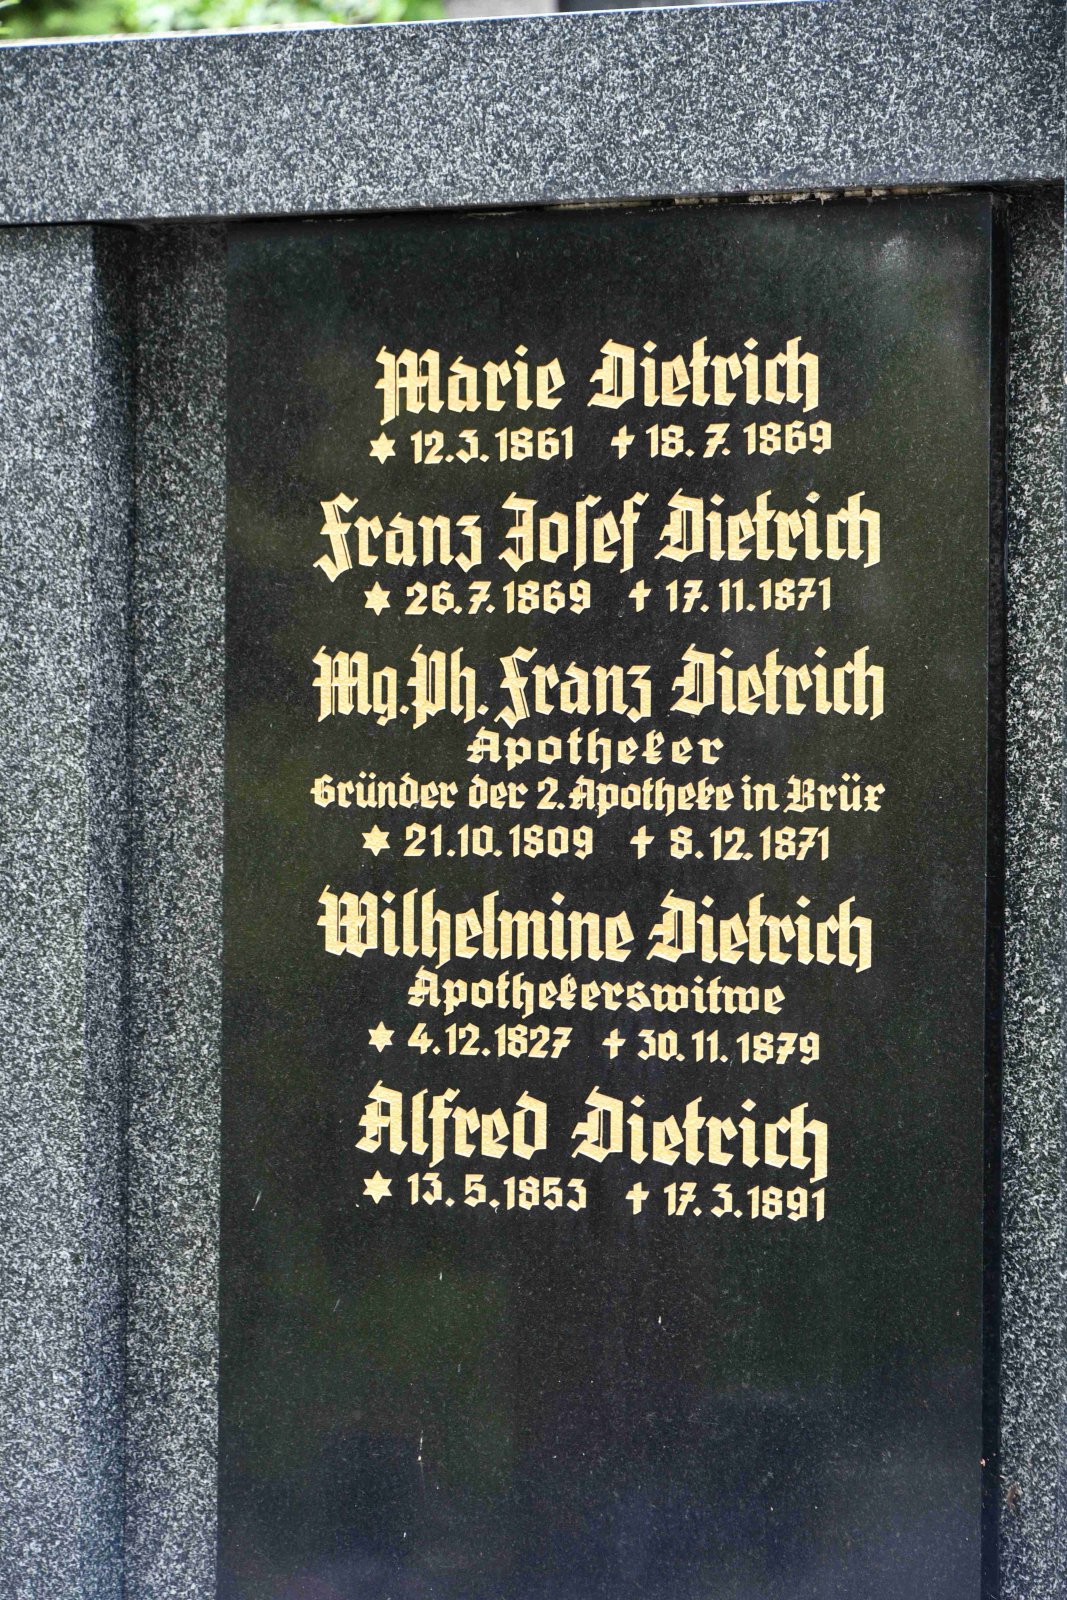 Marie Dietrich
✶ 12.3.1861 ✝ 18.7.1869
Franz Josef Dietrich
✶ 26.7.1869 ✝ 17.11.1871
Mg.Ph. Franz Dietrich
Apotheker
Gründer der 2. Apotheke in Brüx
✶ 21.10.1809 ✝ 8.12.1871
Wilhelmine Dietrich
Apothekerswitwe
✶ 4.12.1827 ✝ 30.11.1879
Alfred Dietrich
✶ 13.5.1853 ✝ 17.3.1891